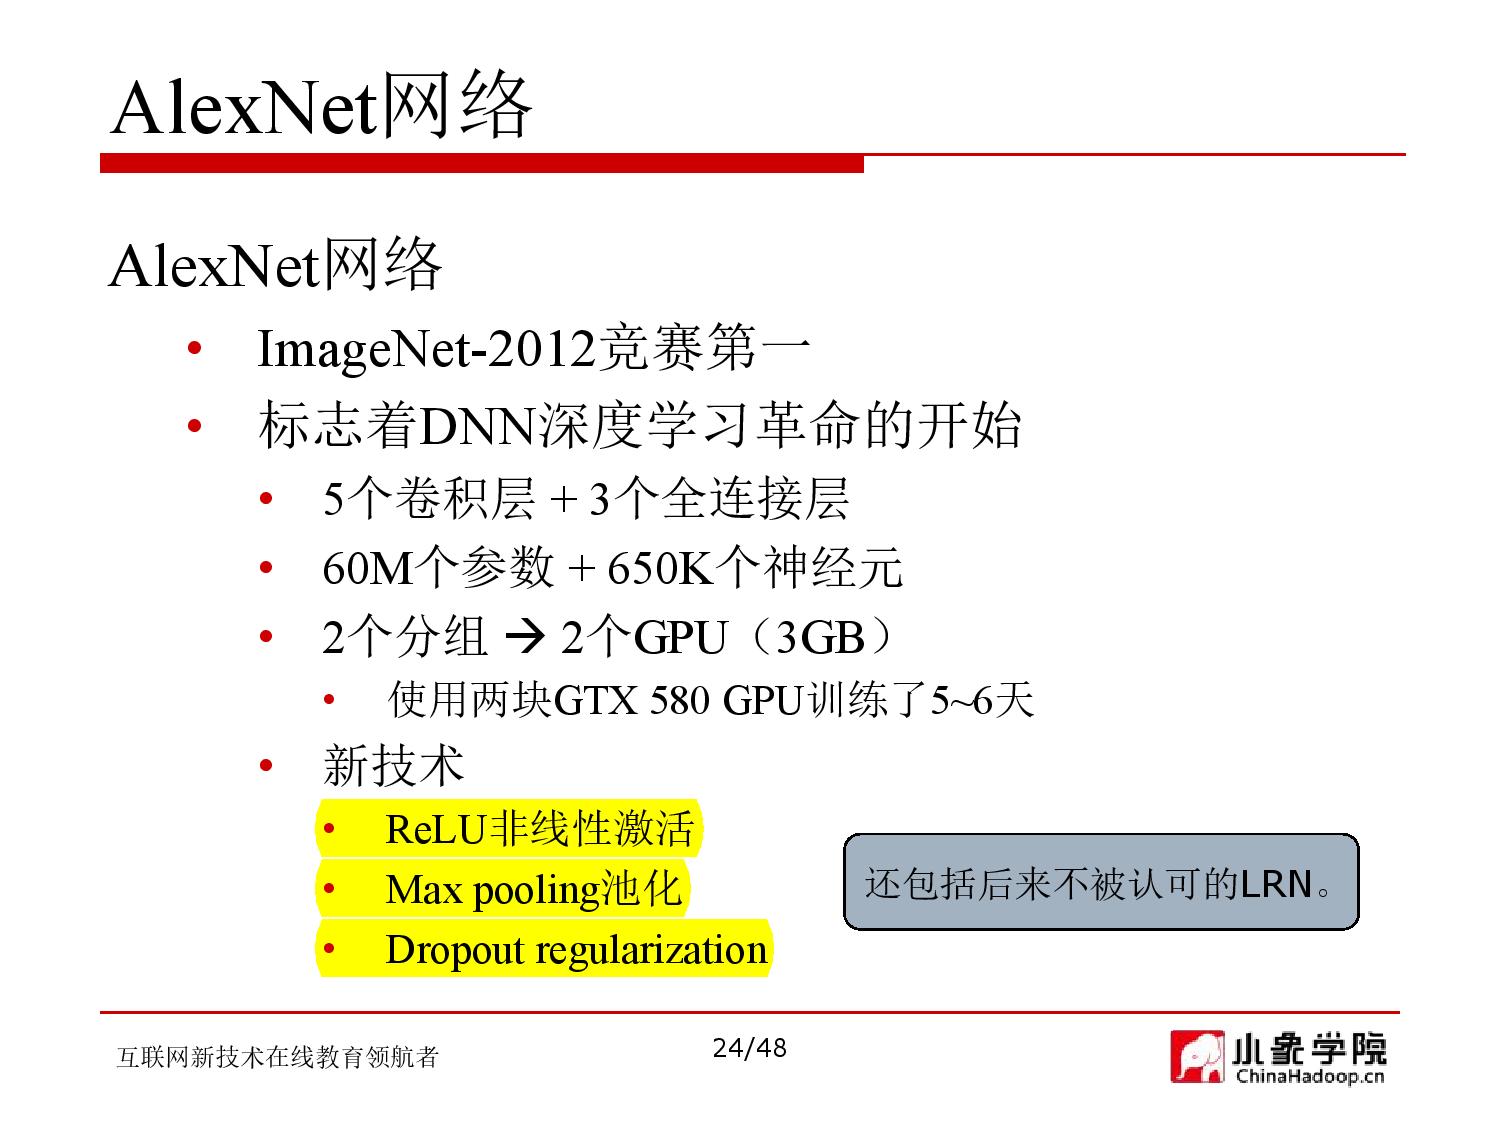 AlexNet网络
AlexNet网络
• ImageNet-2012竞赛第一
• 标志着DNN深度学习革命的开始
• 5个卷积层 + 3个全连接层
• 60M个参数 + 650K个神经元
• 2个分组 → 2个GPU（3GB）
• 使用两块GTX 580 GPU训练了5~6天
• 新技术
• ReLU非线性激活
• Max pooling池化
• Dropout regularization
还包括后来不被认可的LRN。
互联网新技术在线教育领航者
24/48
小象学院
ChinaHadoop.cn